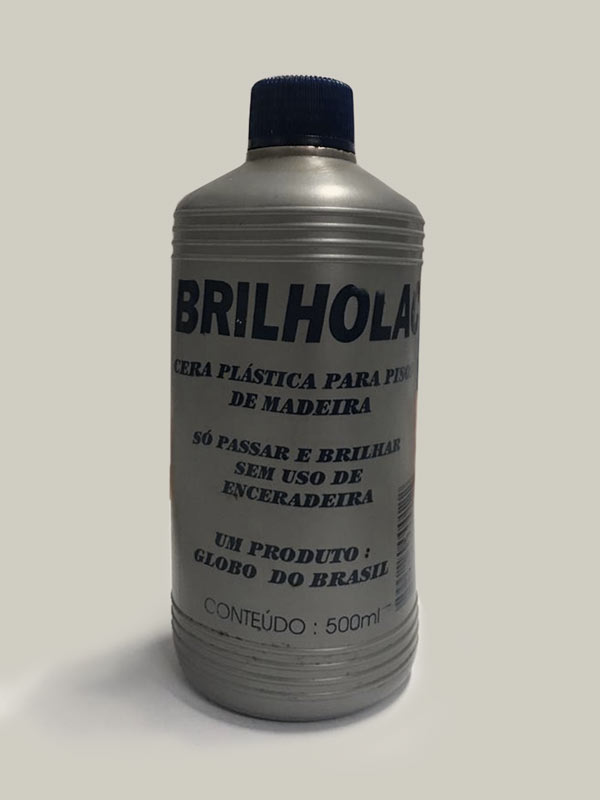 BRILHOLAC
CERA PLÁSTICA PARA PISO
DE MADEIRA
SÓ PASSAR E BRILHAR
SEM USO DE
ENCERADEIRA
UM PRODUTO :
GLOBO DO BRASIL
CONTEÚDO : 500ml